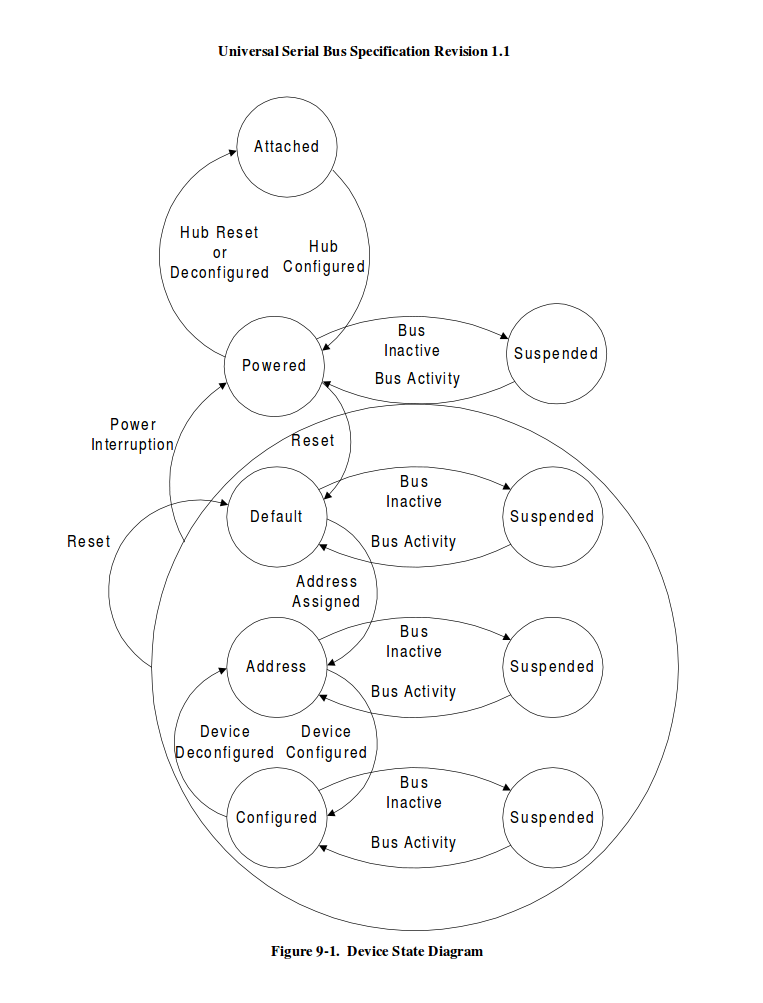 Universal Serial Bus Specification Revision 1.1
Attached
Hub Reset
or
Deconfigured
Hub
Configured
Powered
Bus
Inactive
Bus Activity
Suspended
Power
Interruption
Reset
Default
Bus
Inactive
Bus Activity
Suspended
Reset
Address
Assigned
Address
Bus
Inactive
Bus Activity
Suspended
Device
Deconfigured
Device
Configured
Configured
Bus
Inactive
Bus Activity
Suspended
Figure 9-1. Device State Diagram